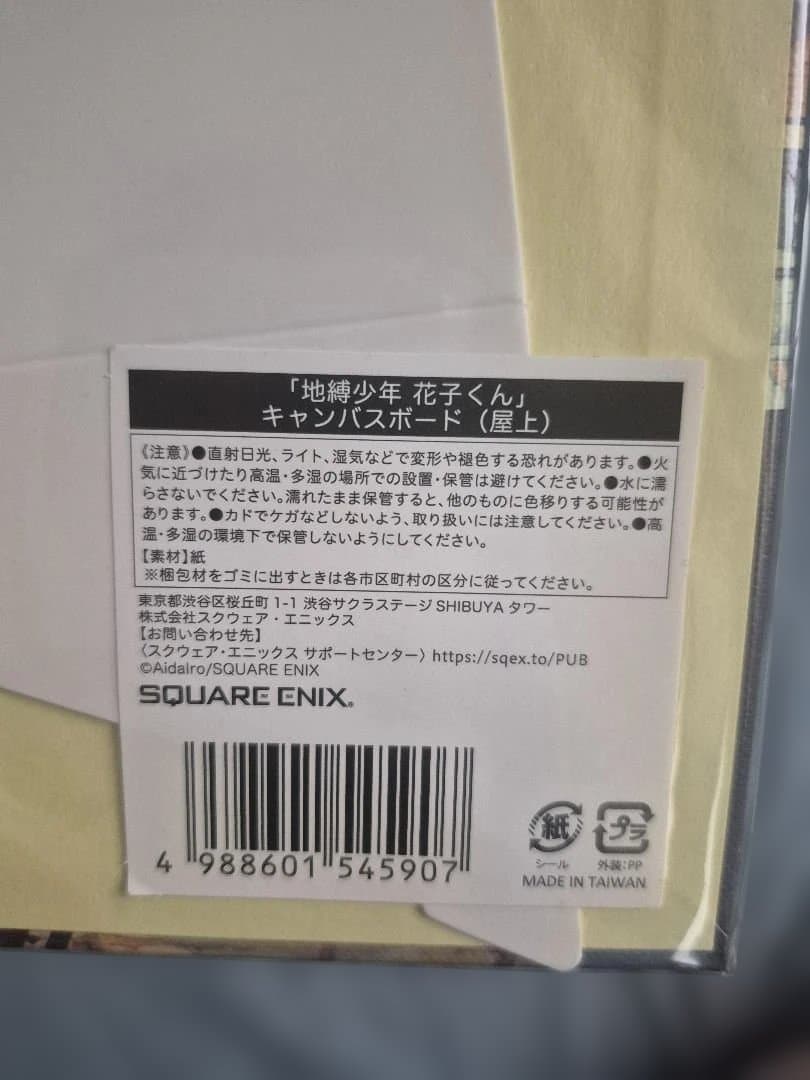 「地縛少年 花子くん」
キャンバスボード（屋上）
《注意》●直射日光、ライト、湿気などで変形や褪色する恐れがあります。●火
気に近づけたり高温・多湿の場所での設置・保管は避けてください。●水に濡
らさないでください。濡れたまま保管すると、他のものに色移りする可能性が
あります。●カドでケガなどしないよう、取り扱いには注意してください。●高
温・多湿の環境下で保管しないようにしてください。
【素材】紙
※梱包材をゴミに出すときは各市区町村の区分に従ってください。
東京都渋谷区桜丘町1-1 渋谷サクラステージSHIBUYAタワー
株式会社スクウェア・エニックス
【お問い合わせ先】
〈スクウェア・エニックス サポートセンター〉https://sqex.to/PUB
©AidaIro/SQUARE ENIX
SQUARE ENIX®
4 988601 545907
紙 プラ
シール 外装：PP
MADE IN TAIWAN